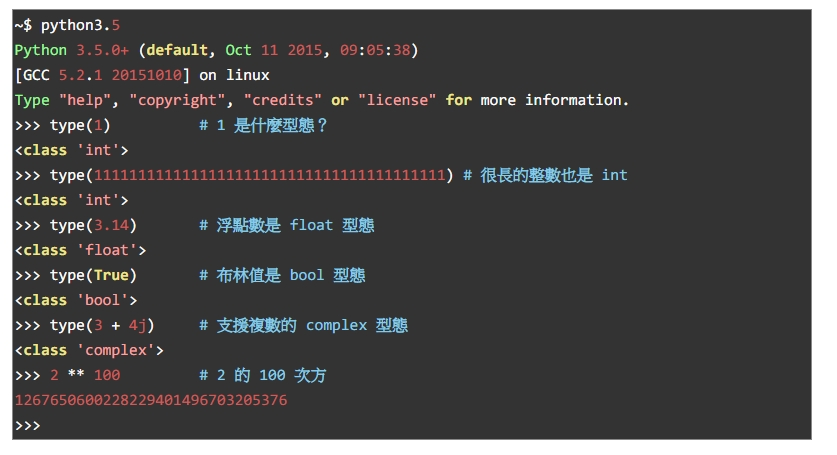 ~$ python3.5
Python 3.5.0+ (default, Oct 11 2015, 09:05:38)
[GCC 5.2.1 20151010] on linux
Type "help", "copyright", "credits" or "license" for more information.
>>> type(1)          # 1 是什麼型態？
<class 'int'>
>>> type(1111111111111111111111111111111111111111) # 很長的整數也是 int
<class 'int'>
>>> type(3.14)       # 浮點數是 float 型態
<class 'float'>
>>> type(True)       # 布林值是 bool 型態
<class 'bool'>
>>> type(3 + 4j)     # 支援複數的 complex 型態
<class 'complex'>
>>> 2 ** 100         # 2 的 100 次方
1267650600228229401496703205376
>>>